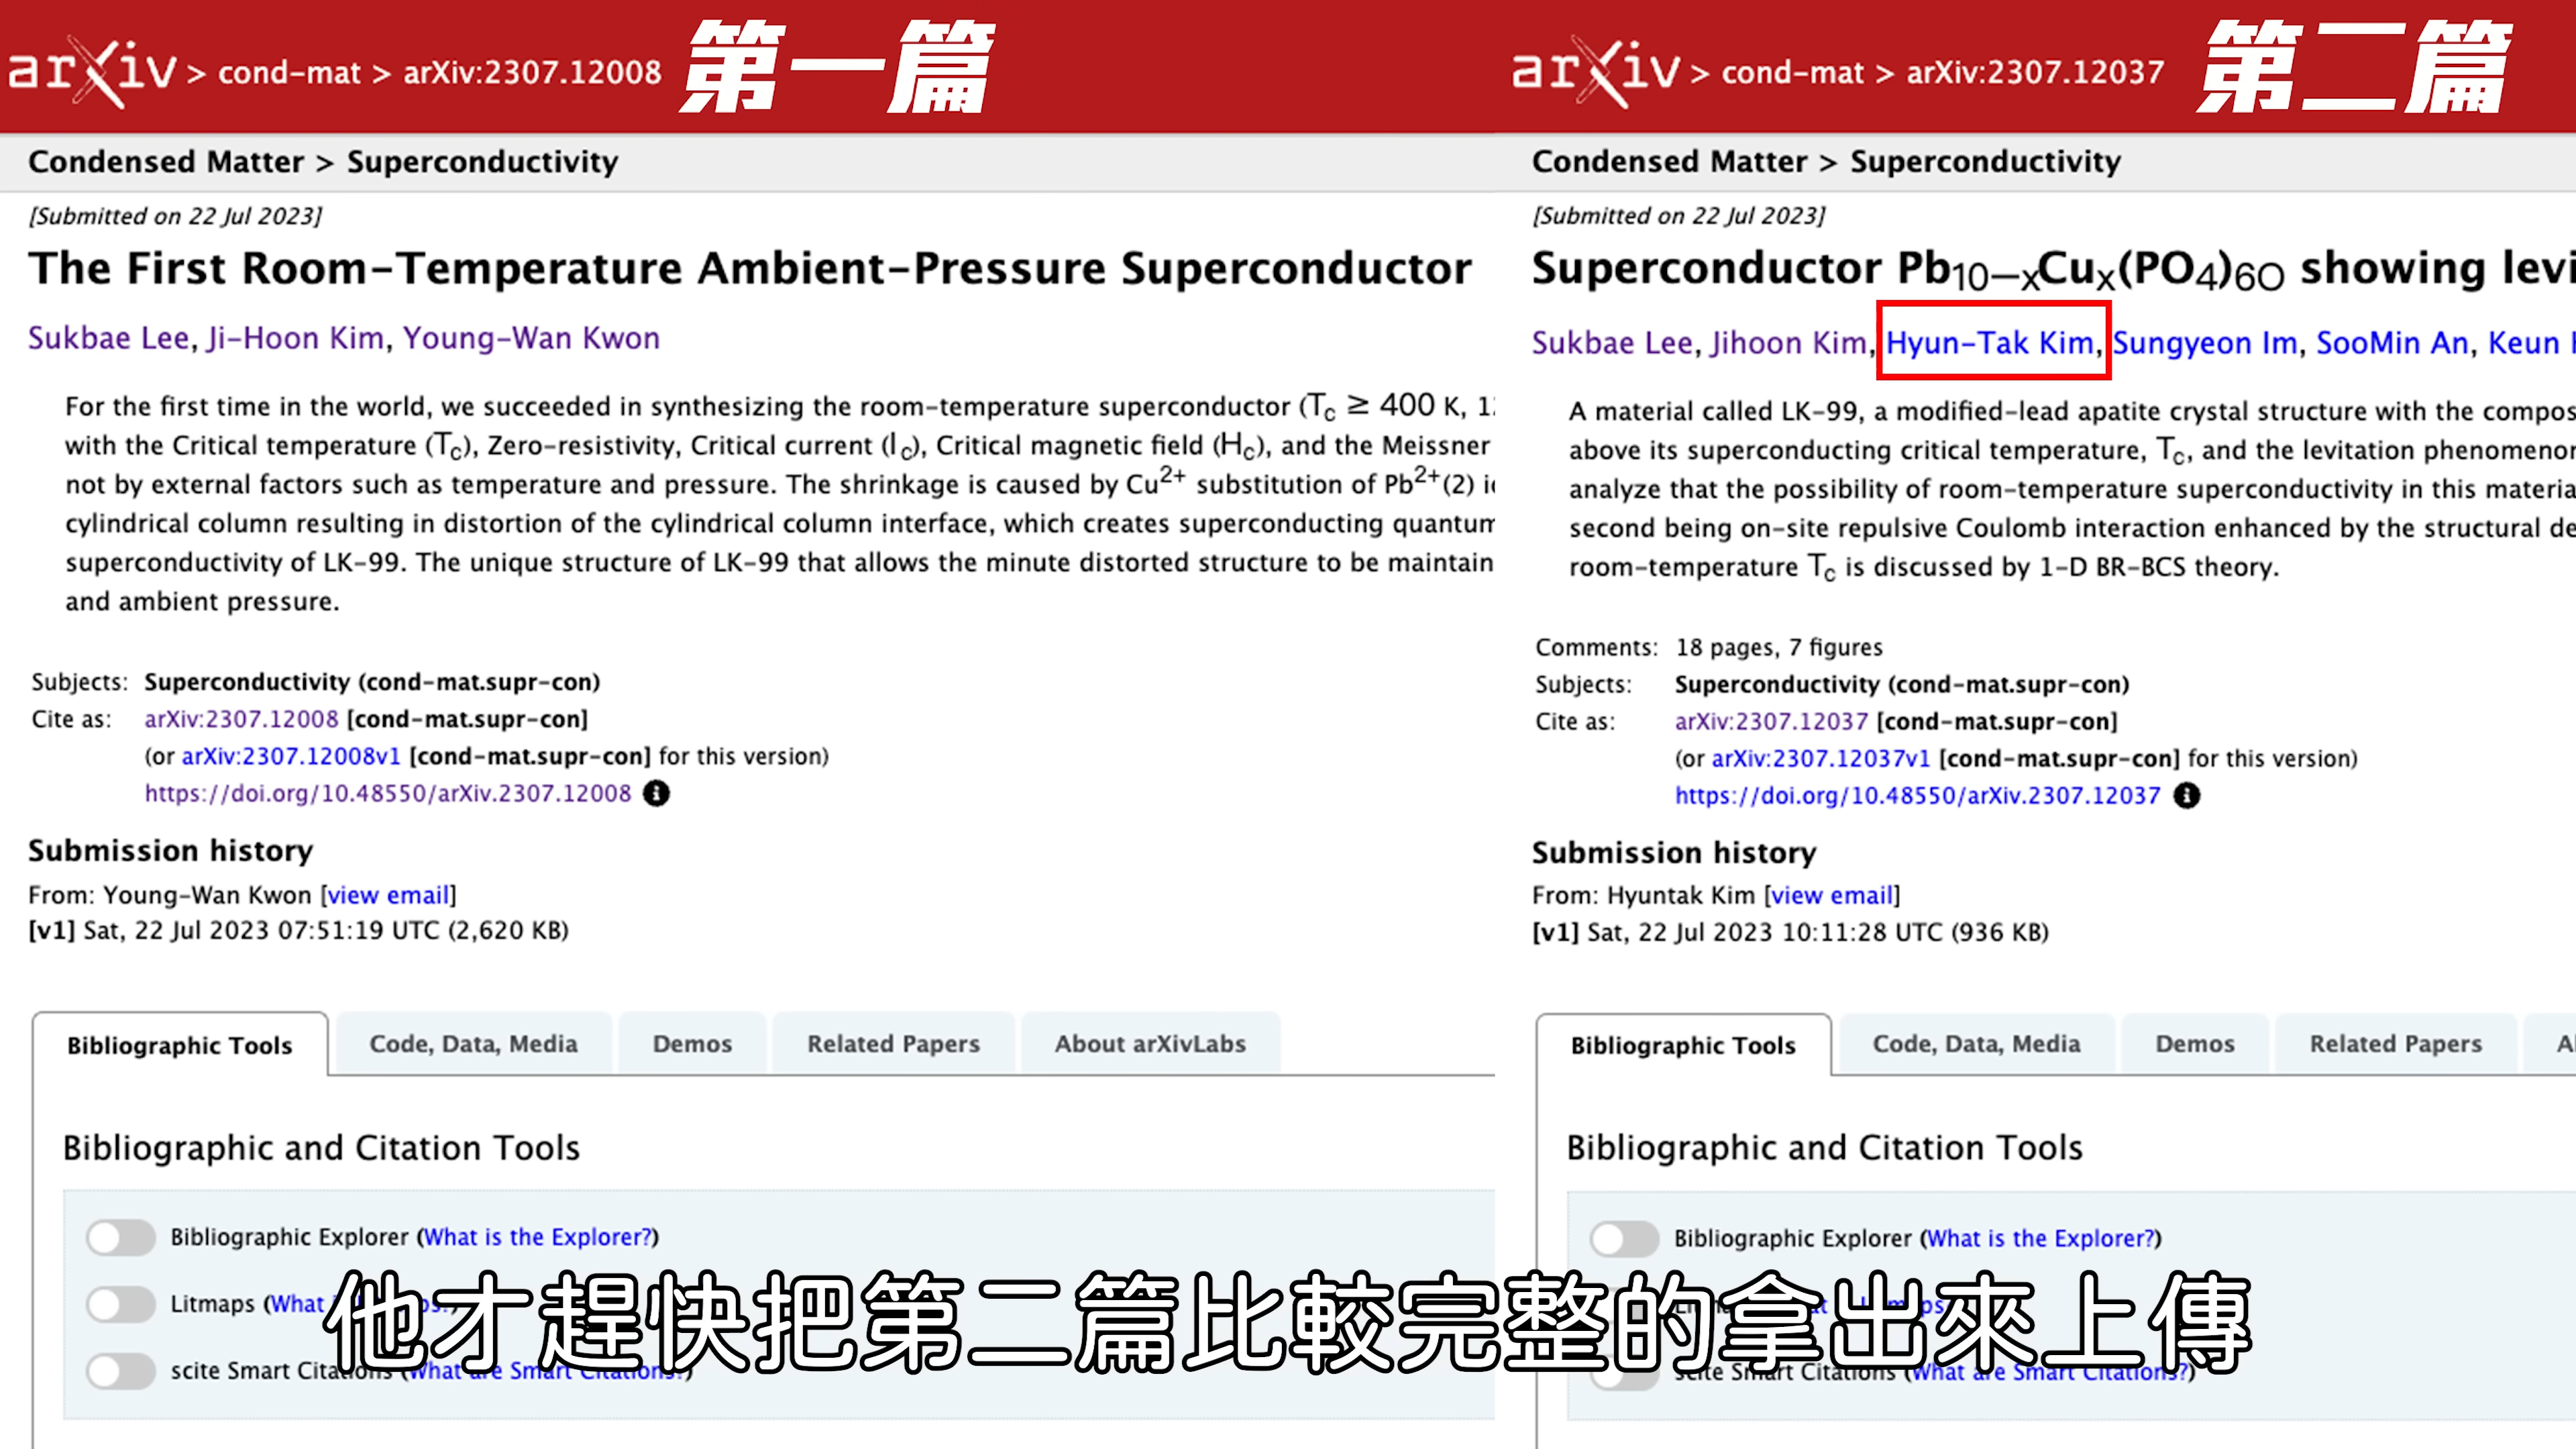 arXiv > cond-mat > arXiv:2307.12008 第一篇
Condensed Matter > Superconductivity
[Submitted on 22 Jul 2023]
The First Room-Temperature Ambient-Pressure Superconductor
Sukbae Lee, Ji-Hoon Kim, Young-Wan Kwon
For the first time in the world, we succeeded in synthesizing the room-temperature superconductor (Tc ≥ 400 K,
with the Critical temperature (Tc), Zero-resistivity, Critical current (Ic), Critical magnetic field (Hc), and the Meissner
not by external factors such as temperature and pressure. The shrinkage is caused by Cu2+ substitution of Pb2+(2)
cylindrical column resulting in distortion of the cylindrical column interface, which creates superconducting quantum
superconductivity of LK-99. The unique structure of LK-99 that allows the minute distorted structure to be maintain
and ambient pressure.
Subjects: Superconductivity (cond-mat.supr-con)
Cite as: arXiv:2307.12008 [cond-mat.supr-con]
(or arXiv:2307.12008v1 [cond-mat.supr-con] for this version)
https://doi.org/10.48550/arXiv.2307.12008
Submission history
From: Young-Wan Kwon [view email]
[v1] Sat, 22 Jul 2023 07:51:19 UTC (2,620 KB)
Bibliographic Tools Code, Data, Media Demos Related Papers About arXivLabs
Bibliographic and Citation Tools
Bibliographic Explorer (What is the Explorer?)
Litmaps (What
scite Smart Citations (What are Smart Citations?)
arXiv > cond-mat > arXiv:2307.12037 第二篇
Condensed Matter > Superconductivity
[Submitted on 22 Jul 2023]
Superconductor Pb10−xCux(PO4)6O showing levi
Sukbae Lee, Jihoon Kim, Hyun-Tak Kim, Sungyeon Im, SooMin An, Keun
A material called LK-99, a modified-lead apatite crystal structure with the compos
above its superconducting critical temperature, Tc, and the levitation phenomenon
analyze that the possibility of room-temperature superconductivity in this materia
second being on-site repulsive Coulomb interaction enhanced by the structural de
room-temperature Tc is discussed by 1-D BR-BCS theory.
Comments: 18 pages, 7 figures
Subjects: Superconductivity (cond-mat.supr-con)
Cite as: arXiv:2307.12037 [cond-mat.supr-con]
(or arXiv:2307.12037v1 [cond-mat.supr-con] for this version)
https://doi.org/10.48550/arXiv.2307.12037
Submission history
From: Hyuntak Kim [view email]
[v1] Sat, 22 Jul 2023 10:11:28 UTC (936 KB)
Bibliographic Tools Code, Data, Media Demos Related Papers
Bibliographic and Citation Tools
Bibliographic Explorer (What is the Explorer?)
scite Smart Citations (What are Smart Citations?)
他才趕快把第二篇比較完整的拿出來上傳